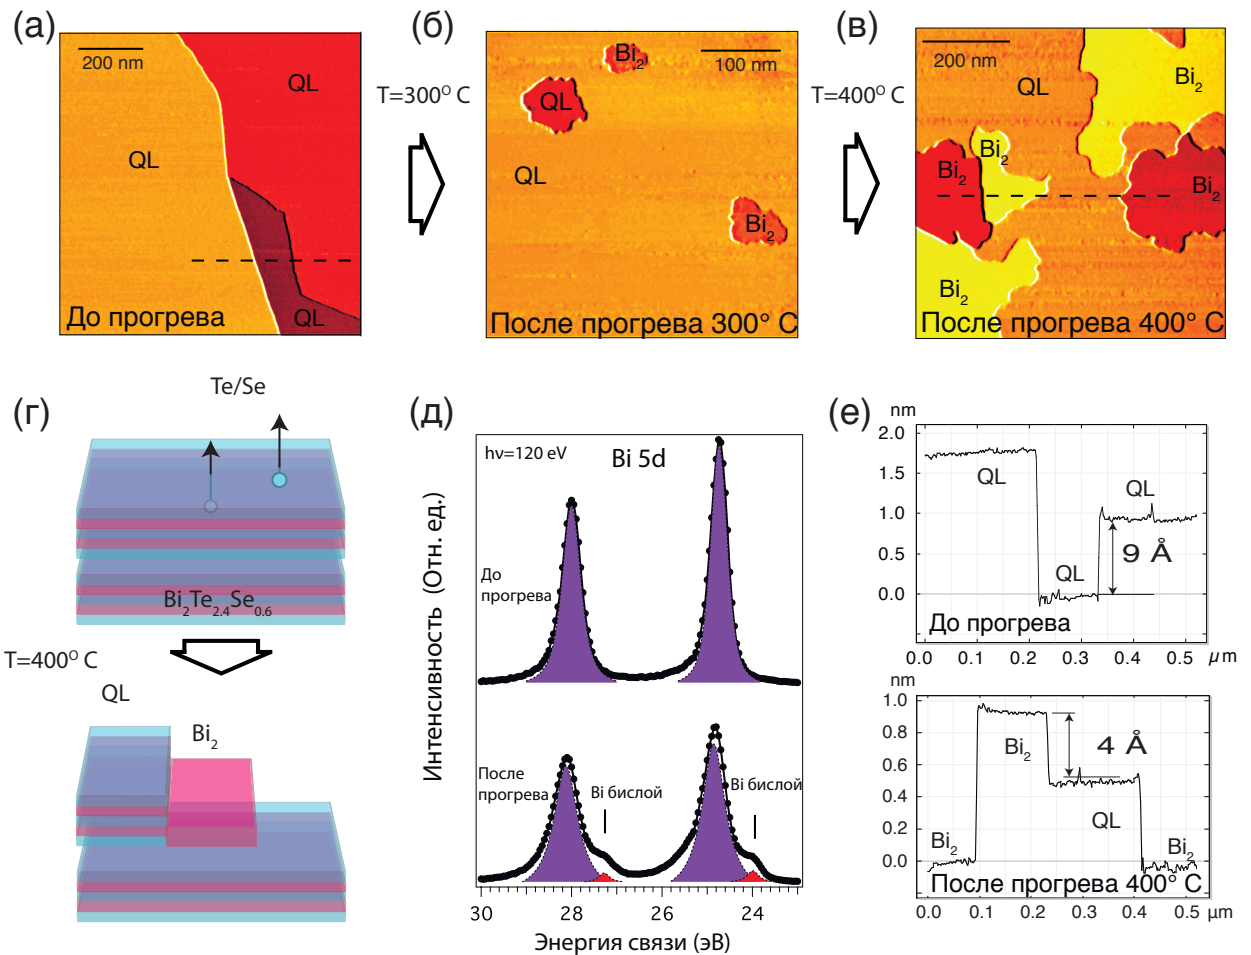 (а)
200 nm
QL
QL
QL
До прогрева
T=300⁰ C
(б)
Bi₂
100 nm
QL
QL
Bi₂
После прогрева 300° C
T=400⁰ C
(в)
200 nm
QL
Bi₂
Bi₂
Bi₂
Bi₂
Bi₂
После прогрева 400° C
(г)
Te/Se
Bi₂Te₂.₄Se₀.₆
T=400⁰ C
QL
Bi₂
(д)
hν=120 eV
Bi 5d
До
прогрева
После
прогрева
Bi бислой
Bi бислой
Интенсивность (Отн. ед.)
30
28
26
24
Энергия связи (эВ)
(е)
nm
2.0
1.5
1.0
0.5
0.0
QL
QL
QL
9 Å
До прогрева
0.0
0.1
0.2
0.3
0.4
0.5
µm
nm
1.0
0.8
0.6
0.4
0.2
0.0
Bi₂
4 Å
QL
Bi₂
Bi₂
После прогрева 400° C
0.0
0.1
0.2
0.3
0.4
0.5
µm